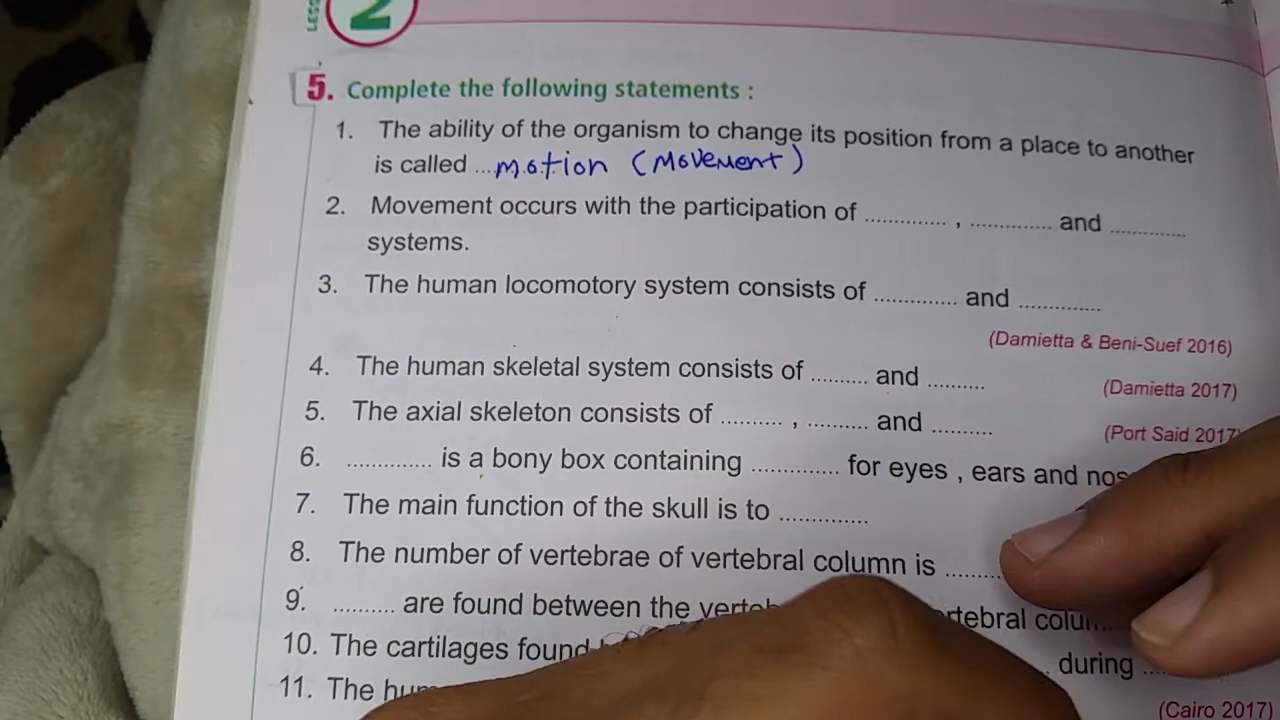 2
5. Complete the following statements :
1. The ability of the organism to change its position from a place to another
is called ...motion (Movement)
2. Movement occurs with the participation of .............. , .............. and .............
systems.
3. The human locomotory system consists of .............. and ..............
(Damietta & Beni-Suef 2016)
4. The human skeletal system consists of .......... and ..........
(Damietta 2017)
5. The axial skeleton consists of .......... , .......... and ..........
(Port Said 2017)
6. .............. is a bony box containing .............. for eyes , ears and
7. The main function of the skull is to ..............
8. The number of vertebrae of vertebral column is .........
9. .......... are found between the
10. The cartilages found
during
11. The
(Cairo 2017)